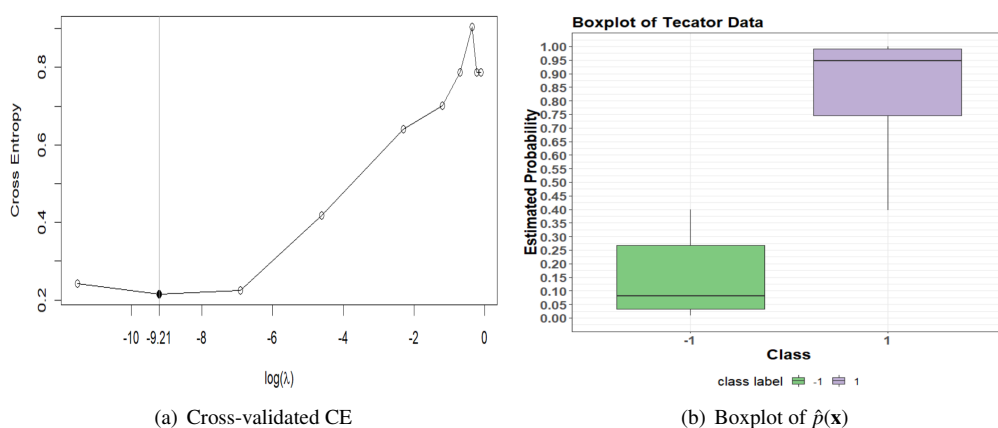 Cross Entropy
0.2
0.4
0.6
0.8
-10 -9.21 -8 -6 -4 -2 0
log(λ)
(a) Cross-validated CE
Boxplot of Tecator Data
Estimated Probability
1.00
0.95
0.90
0.85
0.80
0.75
0.70
0.65
0.60
0.55
0.50
0.45
0.40
0.35
0.30
0.25
0.20
0.15
0.10
0.05
0.00
-1 1
Class
class label -1 1
(b) Boxplot of p̂(x)